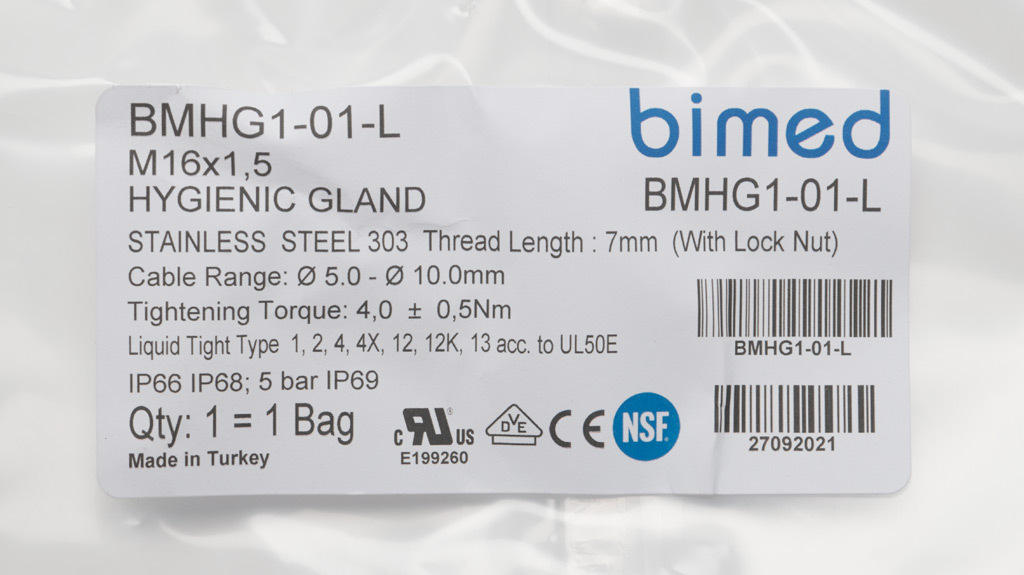 BMHG1-01-L
M16x1,5
HYGIENIC GLAND
bimed
BMHG1-01-L
STAINLESS STEEL 303 Thread Length : 7mm (With Lock Nut)
Cable Range: Ø 5.0 - Ø 10.0mm
Tightening Torque: 4,0 ± 0,5Nm
Liquid Tight Type 1, 2, 4, 4X, 12, 12K, 13 acc. to UL50E
IP66 IP68; 5 bar IP69
BMHG1-01-L
Qty: 1 = 1 Bag
Made in Turkey
c RU ® US
E199260
DVE
CE
NSF
27092021